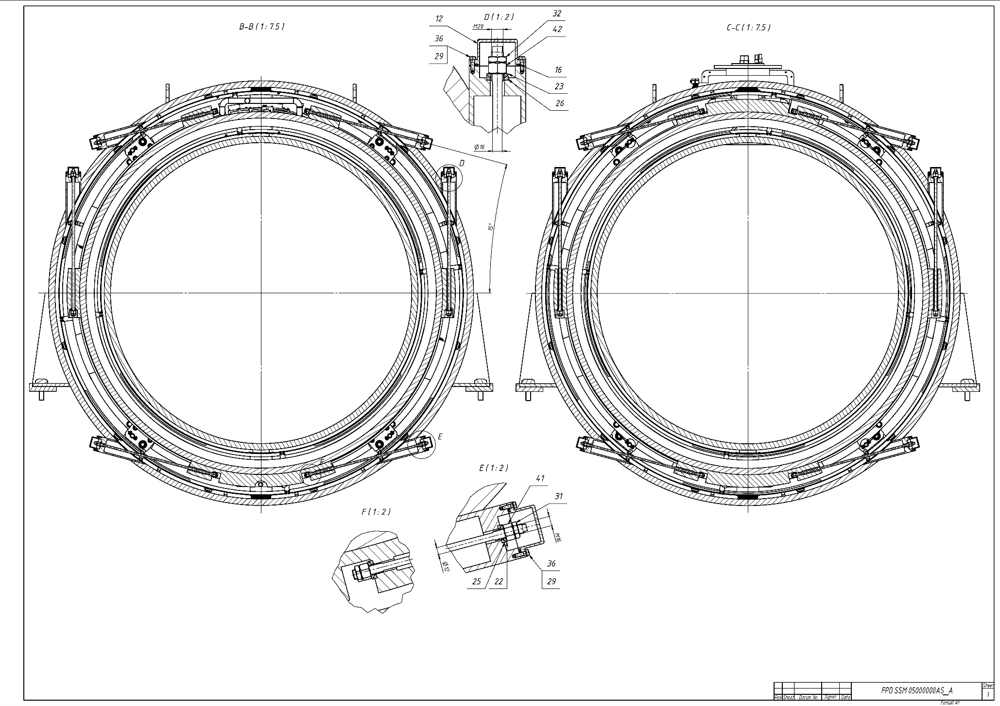 B-B ( 1 : 7.5 )
D ( 1 : 2 )
C-C ( 1 : 7.5 )
12
M20
32
42
36
29
16
23
26
Ø16
D
15°
E
F
E ( 1 : 2 )
41
31
F ( 1 : 2 )
M16
Ø12
36
25
22
29
FPD SSM 05000000AS_A
Sheet
3
Rev
Sheet
Docum No
Signat.
Date
Format A1